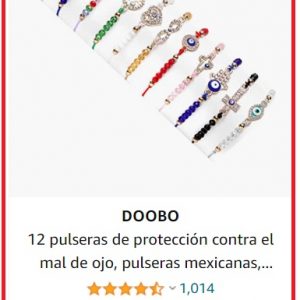 DOOBO
12 pulseras de protección contra el
mal de ojo, pulseras mexicanas,...
1,014